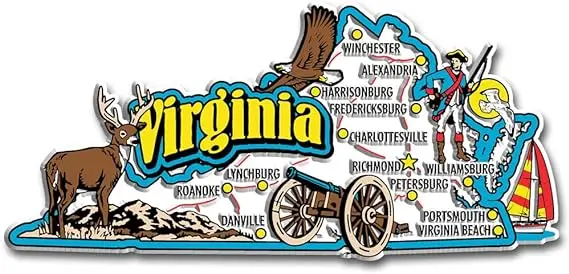 WINCHESTER
ALEXANDRIA
HARRISONBURG
FREDERICKSBURG
Virginia
CHARLOTTESVILLE
LYNCHBURG
RICHMOND
WILLIAMSBURG
ROANOKE
PETERSBURG
DANVILLE
PORTSMOUTH
VIRGINIA BEACH